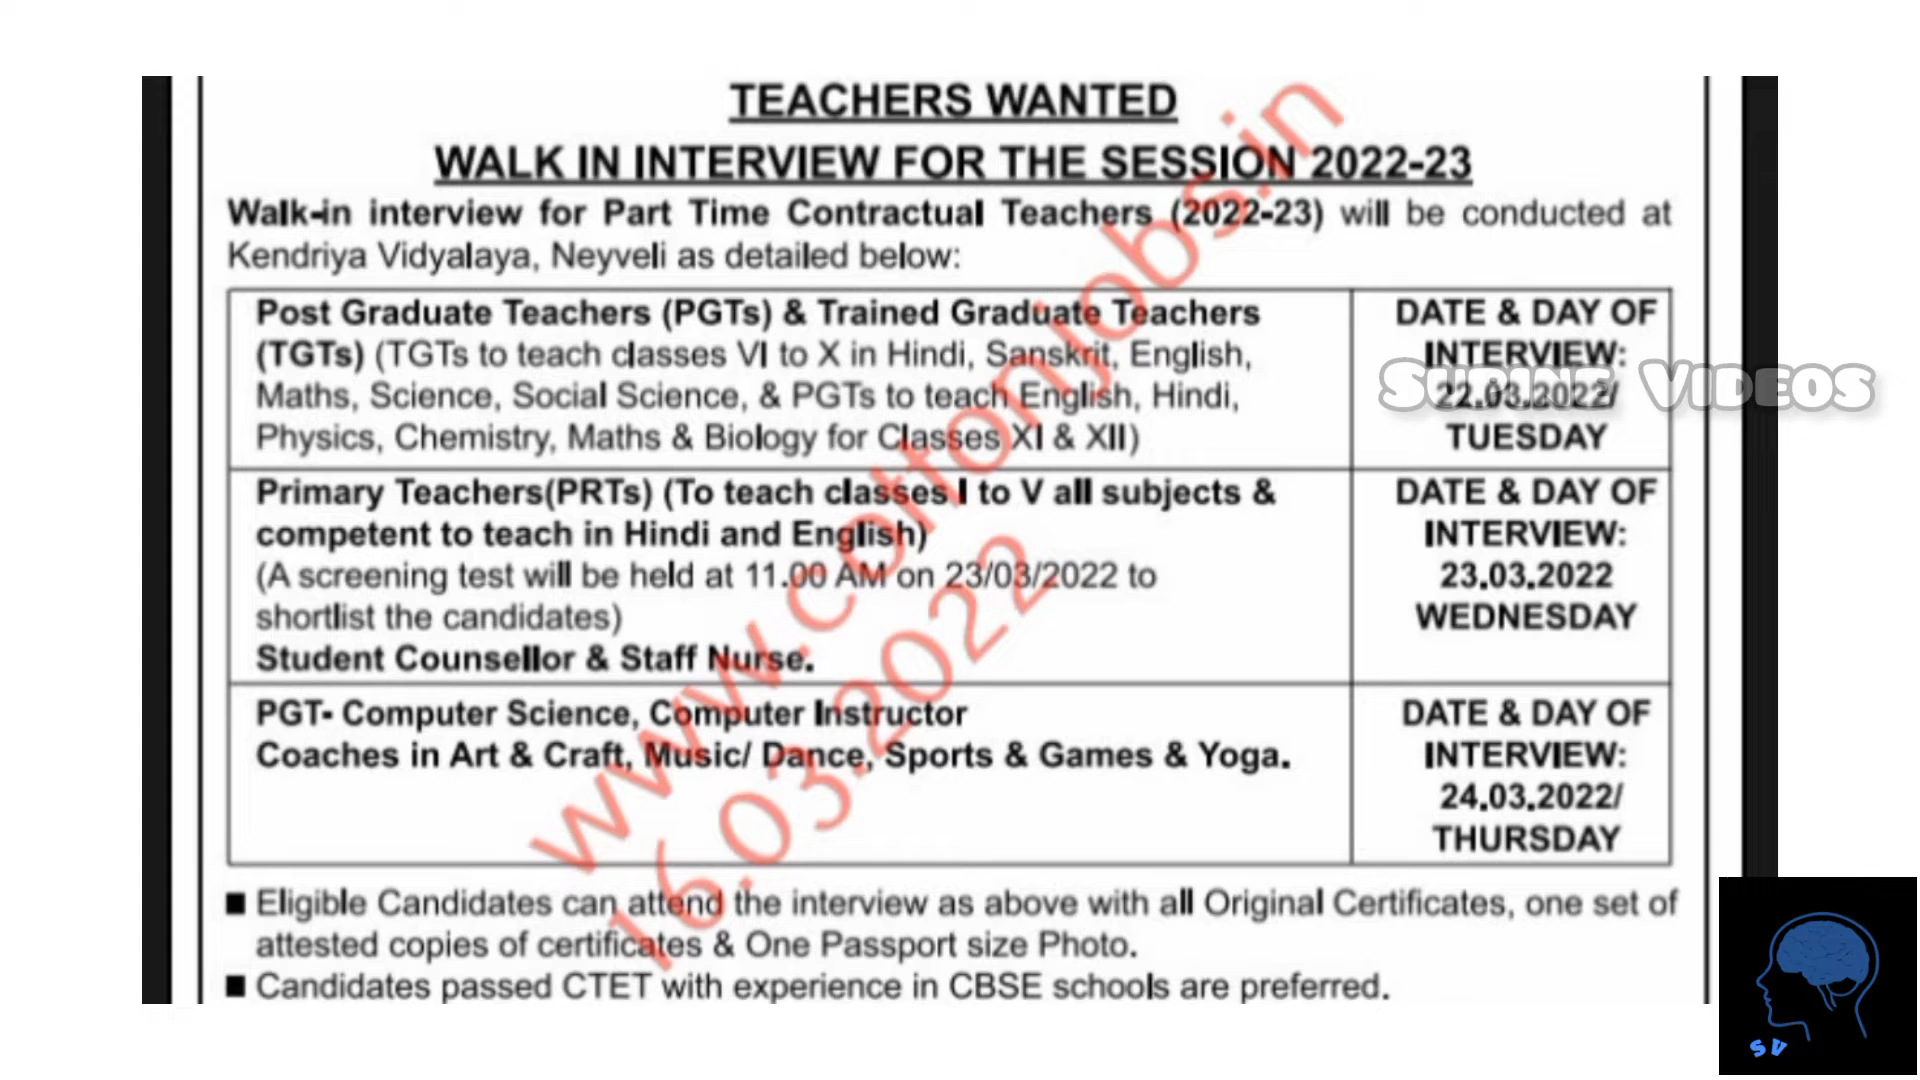 TEACHERS WANTED
WALK IN INTERVIEW FOR THE SESSION 2022-23
Walk-in interview for Part Time Contractual Teachers (2022-23) will be conducted at
Kendriya Vidyalaya, Neyveli as detailed below:
Post Graduate Teachers (PGTs) & Trained Graduate Teachers
(TGTs) (TGTs to teach classes VI to X in Hindi, Sanskrit, English,
Maths, Science, Social Science, & PGTs to teach English, Hindi,
Physics, Chemistry, Maths & Biology for Classes XI & XII)
DATE & DAY OF
INTERVIEW:
22.03.2022/
TUESDAY
Primary Teachers(PRTs) (To teach classes I to V all subjects &
competent to teach in Hindi and English)
(A screening test will be held at 11.00 AM on 23/03/2022 to
shortlist the candidates)
Student Counsellor & Staff Nurse.
DATE & DAY OF
INTERVIEW:
23.03.2022
WEDNESDAY
PGT- Computer Science, Computer Instructor
Coaches in Art & Craft, Music/ Dance, Sports & Games & Yoga.
DATE & DAY OF
INTERVIEW:
24.03.2022/
THURSDAY
■ Eligible Candidates can attend the interview as above with all Original Certificates, one set of
attested copies of certificates & One Passport size Photo.
■ Candidates passed CTET with experience in CBSE schools are preferred.
www.cottonjobs.in
16.03.2022
Videos
S V